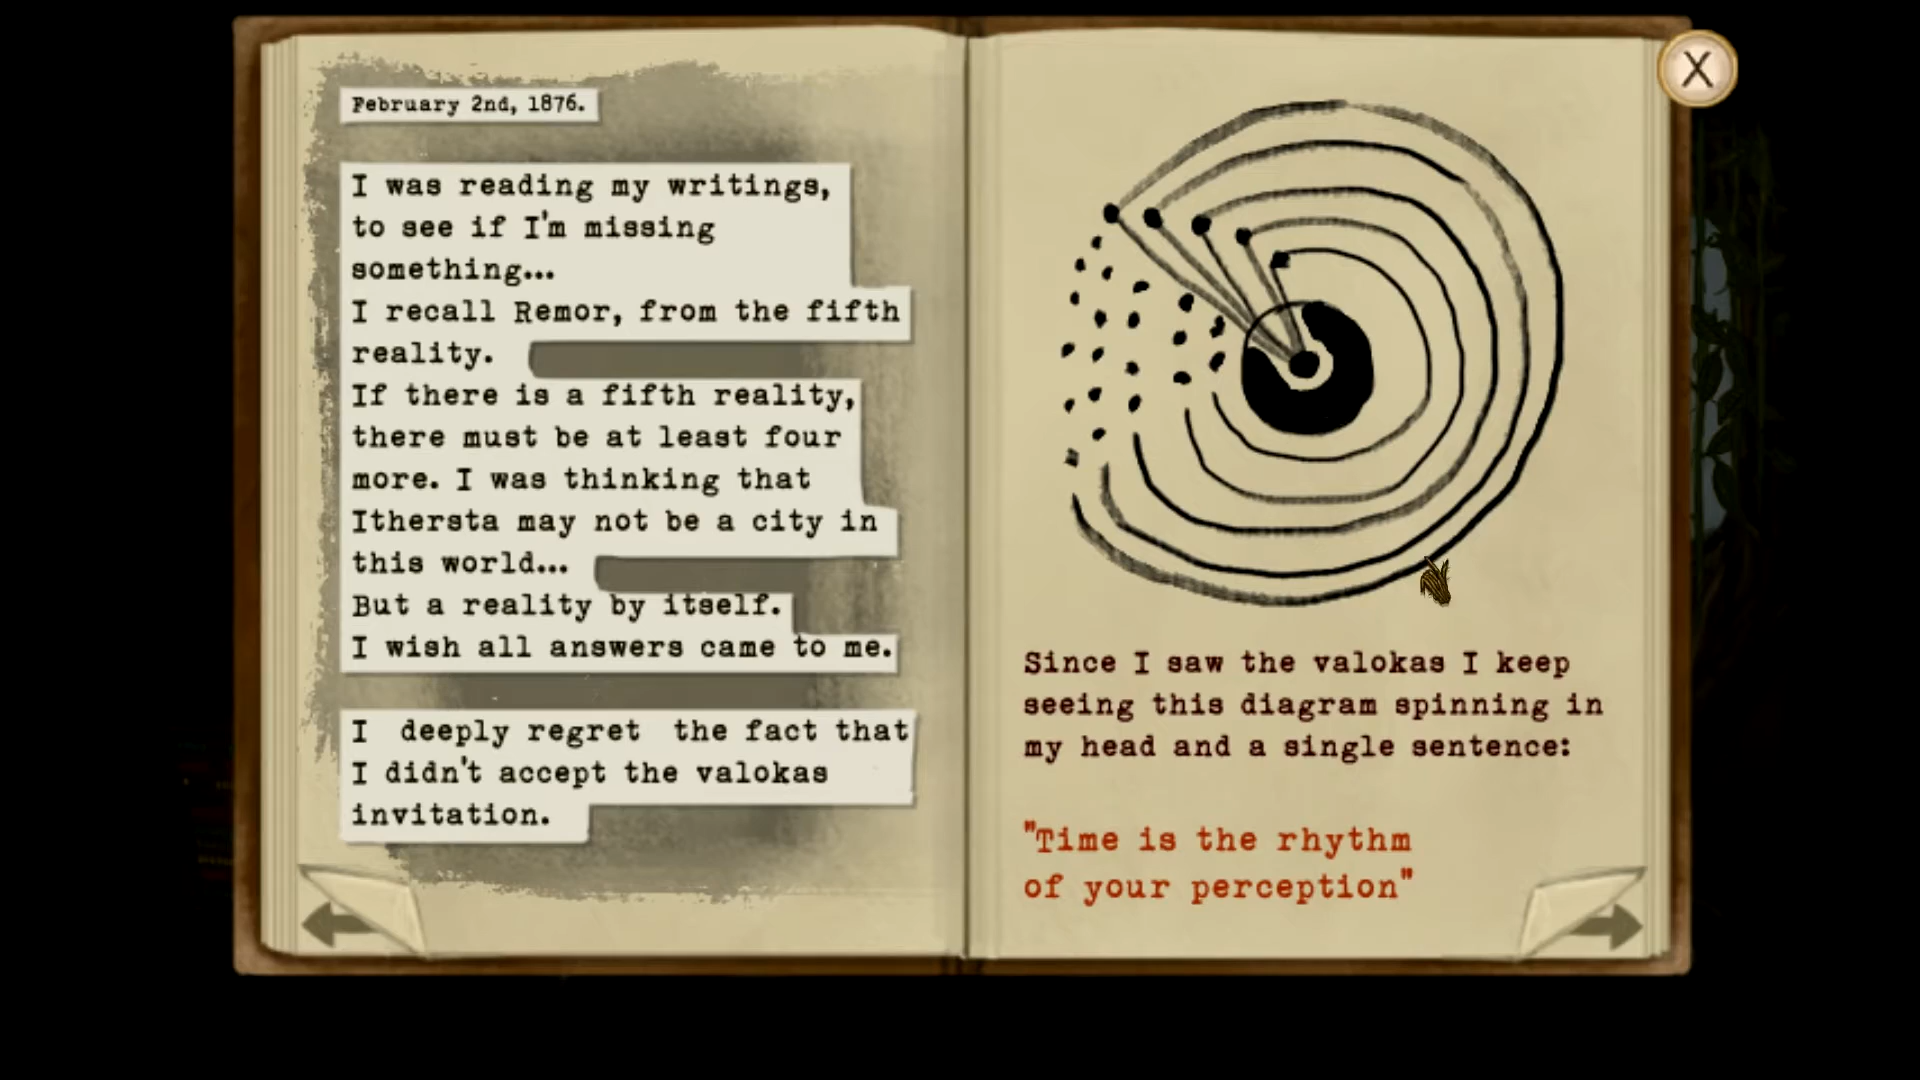 February 2nd, 1876.
I was reading my writings,
to see if I'm missing
something...
I recall Remor, from the fifth
reality.
If there is a fifth reality,
there must be at least four
more. I was thinking that
Ithersta may not be a city in
this world...
But a reality by itself.
I wish all answers came to me.
I deeply regret the fact that
I didn't accept the valokas
invitation.
X
Since I saw the valokas I keep
seeing this diagram spinning in
my head and a single sentence:
"Time is the rhythm
of your perception"